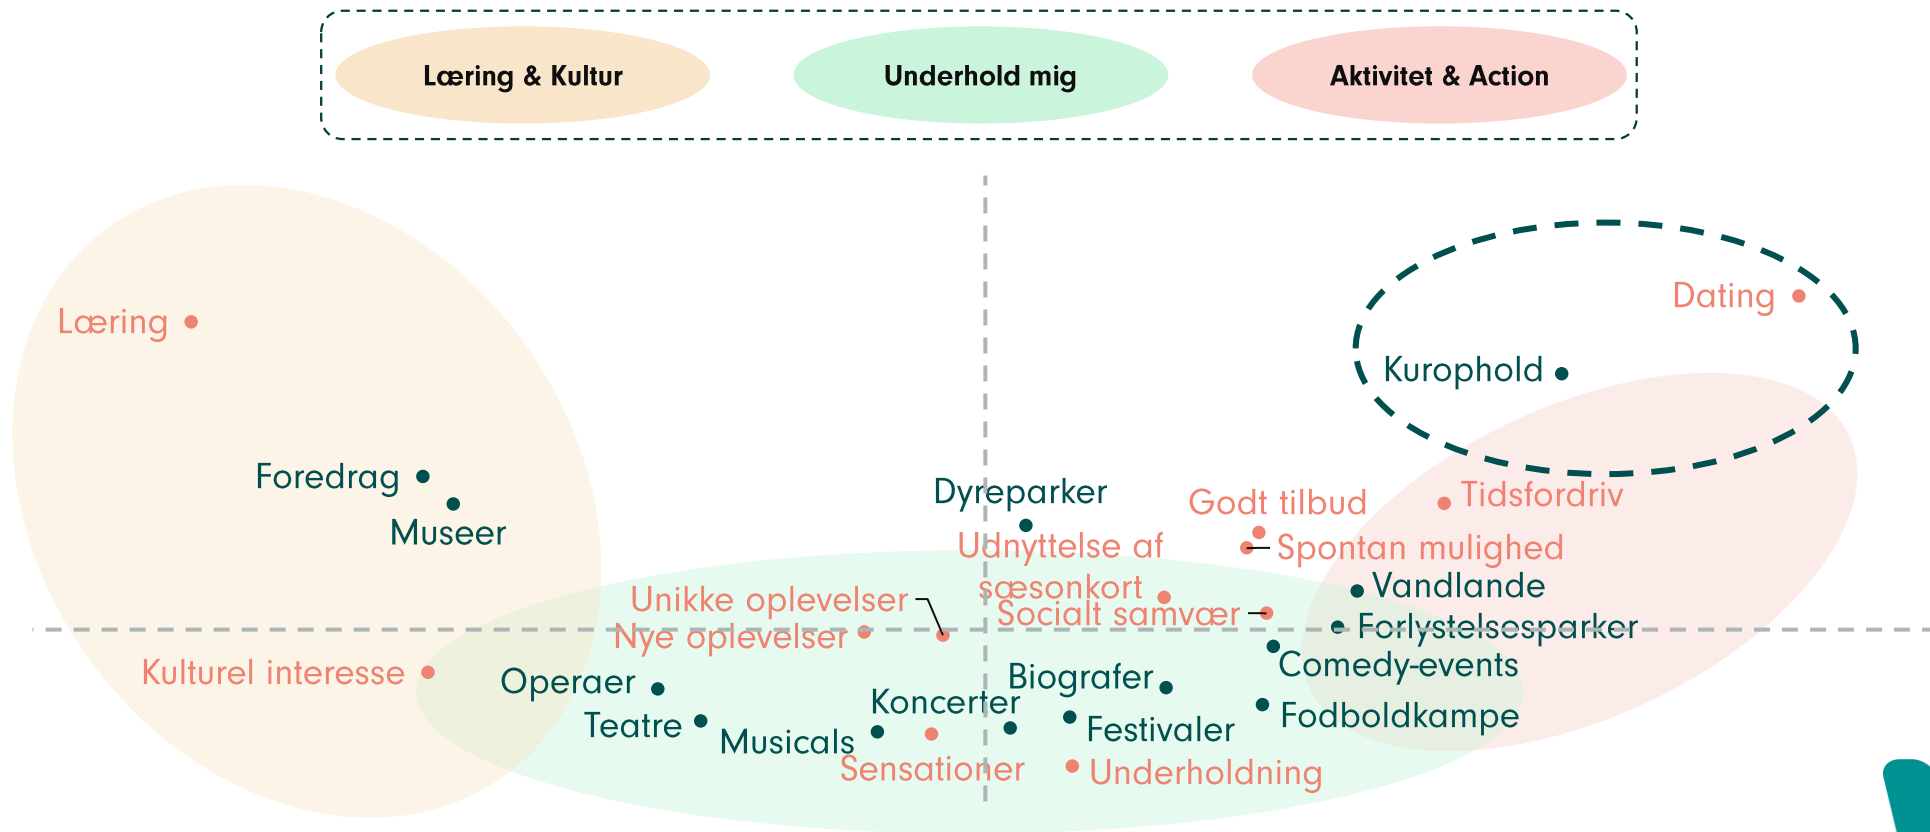 Læring & Kultur
Underhold mig
Aktivitet & Action
Dating
Læring
Kurophold
Foredrag
Museer
Dyreparker
Godt tilbud
Tidsfordriv
Udnyttelse af
sæsonkort
Spontan mulighed
Vandlande
Unikke oplevelser
Socialt samvær
Nye oplevelser
Forlystelsesparker
Kulturel interesse
Operaer
Biografer
Comedy-events
Koncerter
Teatre
Musicals
Festivaler
Fodboldkampe
Sensationer
Underholdning